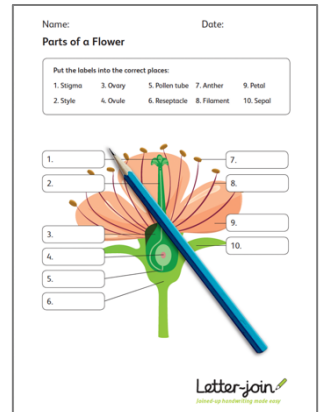 Name: Date:
Parts of a Flower
Put the labels into the correct places:
1. Stigma 3. Ovary 5. Pollen tube 7. Anther 9. Petal
2. Style 4. Ovule 6. Reseptacle 8. Filament 10. Sepal
1. 7.
2. 8.
3. 9.
4. 10.
5.
6.
Letter-join
Joined-up handwriting made easy